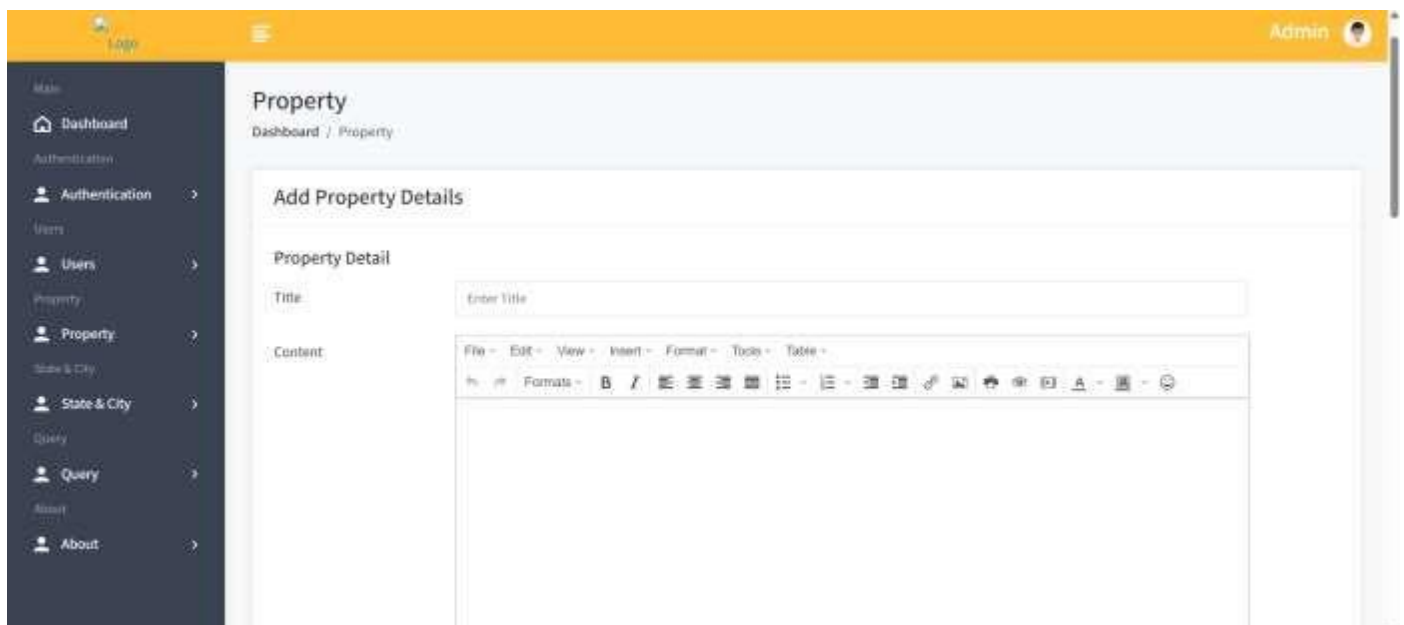 Logo
Admin
Main
Dashboard
Authentication
Authentication
Users
Users
Property
Property
State & City
State & City
Query
Query
About
About
Property
Dashboard / Property
Add Property Details
Property Detail
Title
Enter Title
Content
File Edit View Insert Format Tools Table
Formats B I A A